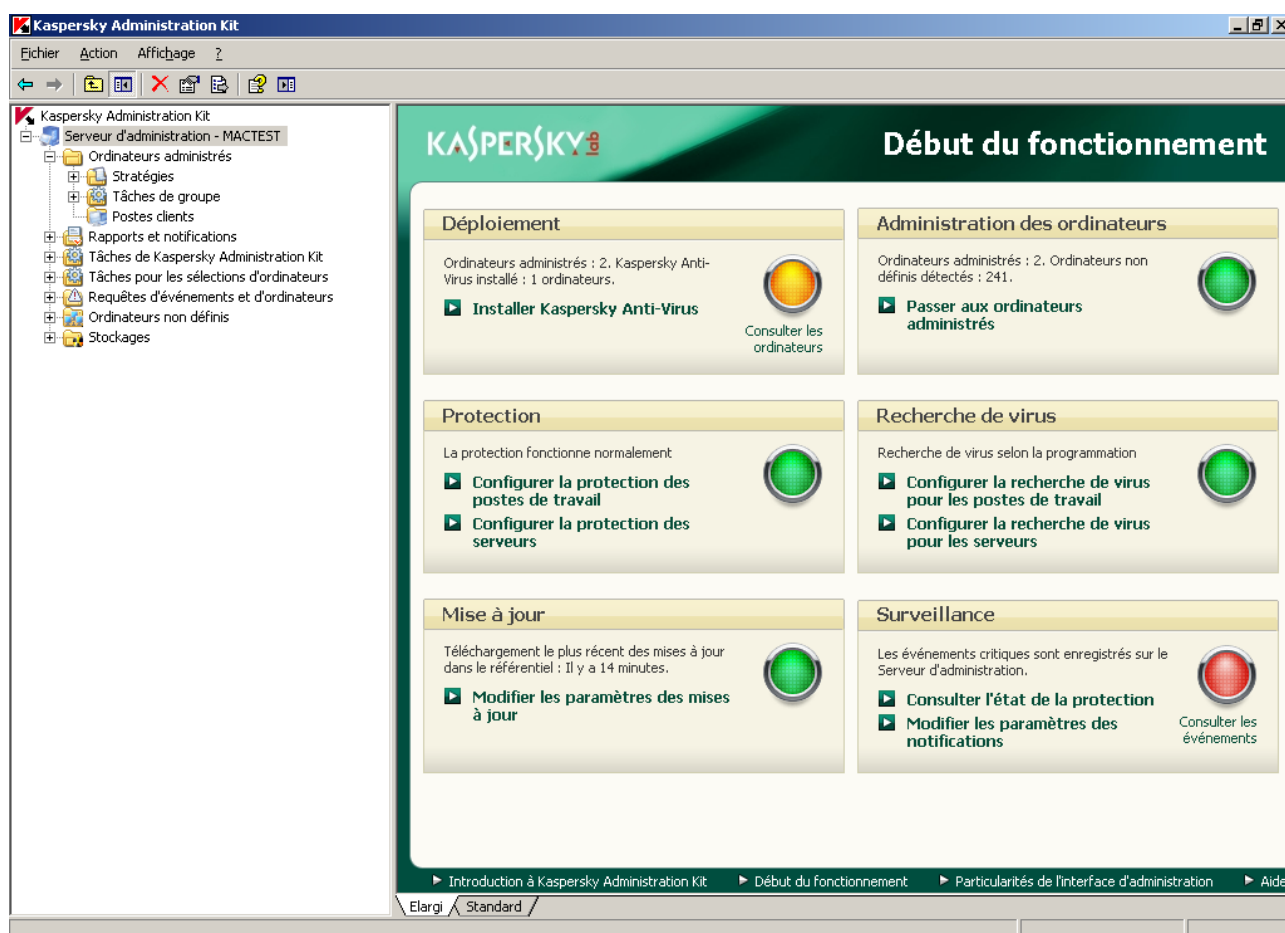 Kaspersky Administration Kit
Fichier Action Affichage ?
Kaspersky Administration Kit
Serveur d'administration - MACTEST
Ordinateurs administrés
Stratégies
Tâches de groupe
Postes clients
Rapports et notifications
Tâches de Kaspersky Administration Kit
Tâches pour les sélections d'ordinateurs
Requêtes d'événements et d'ordinateurs
Ordinateurs non définis
Stockages
KASPERSKY lab
Début du fonctionnement
Déploiement
Ordinateurs administrés : 2. Kaspersky Anti-
Virus installé : 1 ordinateurs.
Installer Kaspersky Anti-Virus
Consulter les
ordinateurs
Administration des ordinateurs
Ordinateurs administrés : 2. Ordinateurs non
définis détectés : 241.
Passer aux ordinateurs
administrés
Protection
La protection fonctionne normalement
Configurer la protection des
postes de travail
Configurer la protection des
serveurs
Recherche de virus
Recherche de virus selon la programmation
Configurer la recherche de virus
pour les postes de travail
Configurer la recherche de virus
pour les serveurs
Mise à jour
Téléchargement le plus récent des mises à jour
dans le référentiel : Il y a 14 minutes.
Modifier les paramètres des mises
à jour
Surveillance
Les événements critiques sont enregistrés sur le
Serveur d'administration.
Consulter l'état de la protection
Modifier les paramètres des
notifications
Consulter les
événements
Introduction à Kaspersky Administration Kit Début du fonctionnement Particularités de l'interface d'administration Aide
Elargi Standard